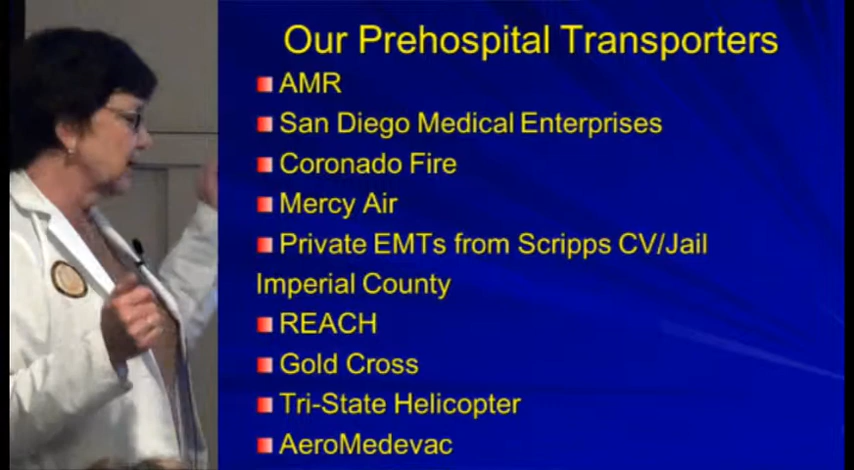 Our Prehospital Transporters
AMR
San Diego Medical Enterprises
Coronado Fire
Mercy Air
Private EMTs from Scripps CV/Jail
Imperial County
REACH
Gold Cross
Tri-State Helicopter
AeroMedevac